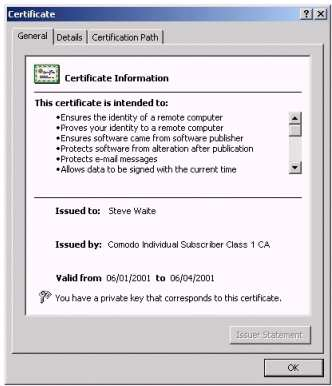 Certificate
General Details Certification Path
Certificate Information
This certificate is intended to:
•Ensures the identity of a remote computer
•Proves your identity to a remote computer
•Ensures software came from software publisher
•Protects software from alteration after publication
•Protects e-mail messages
•Allows data to be signed with the current time
Issued to: Steve Waite
Issued by: Comodo Individual Subscriber Class 1 CA
Valid from 06/01/2001 to 06/04/2001
You have a private key that corresponds to this certificate.
Issuer Statement
OK